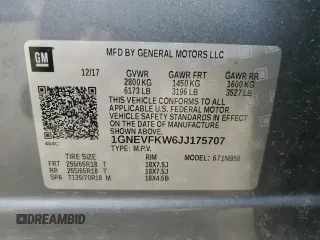 GM
MFD BY GENERAL MOTORS LLC
12/17 GVWR GAWR FRT GAWR RR
2800 KG 1450 KG 1600 KG
6173 LB 3196 LB 3527 LB
THIS VEHICLE CONFORMS TO ALL APPLICABLE
U.S. FEDERAL MOTOR VEHICLE SAFETY
STANDARDS IN EFFECT ON THE DATE OF
MANUFACTURE SHOWN ABOVE.
1GNEVFKW6JJ175707
464C TYPE: M.P.V. 671NB56
TIRE SIZE RIM
FRT 255/65R18 T 18X7.5J
RR 255/65R18 T 18X7.5J
SPA T135/70R18 M 18X4.5B
AUTOHISTORY